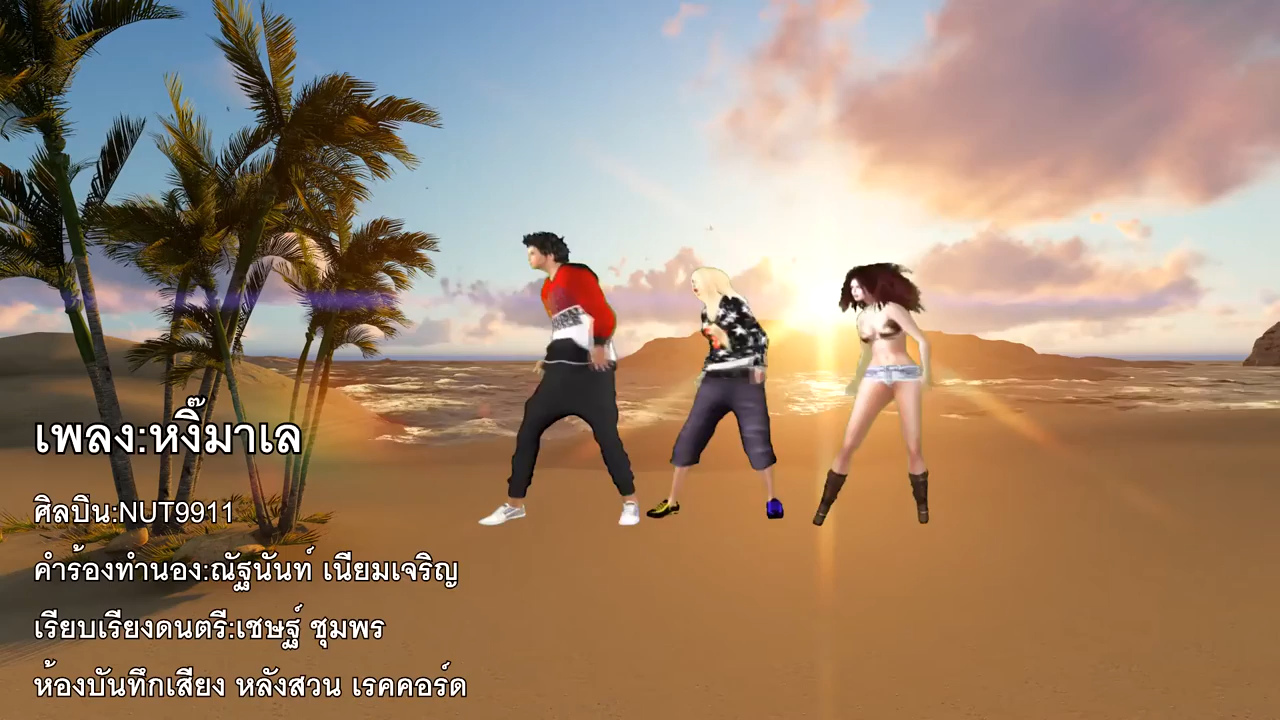 เพลง:หงิ๊มาเล
ศิลปิน:NUT9911
คำร้องทำนอง:ณัฐนันท์ เนียมเจริญ
เรียบเรียงดนตรี:เชษฐ์ ชุมพร
ห้องบันทึกเสียง หลังสวน เรคคอร์ด